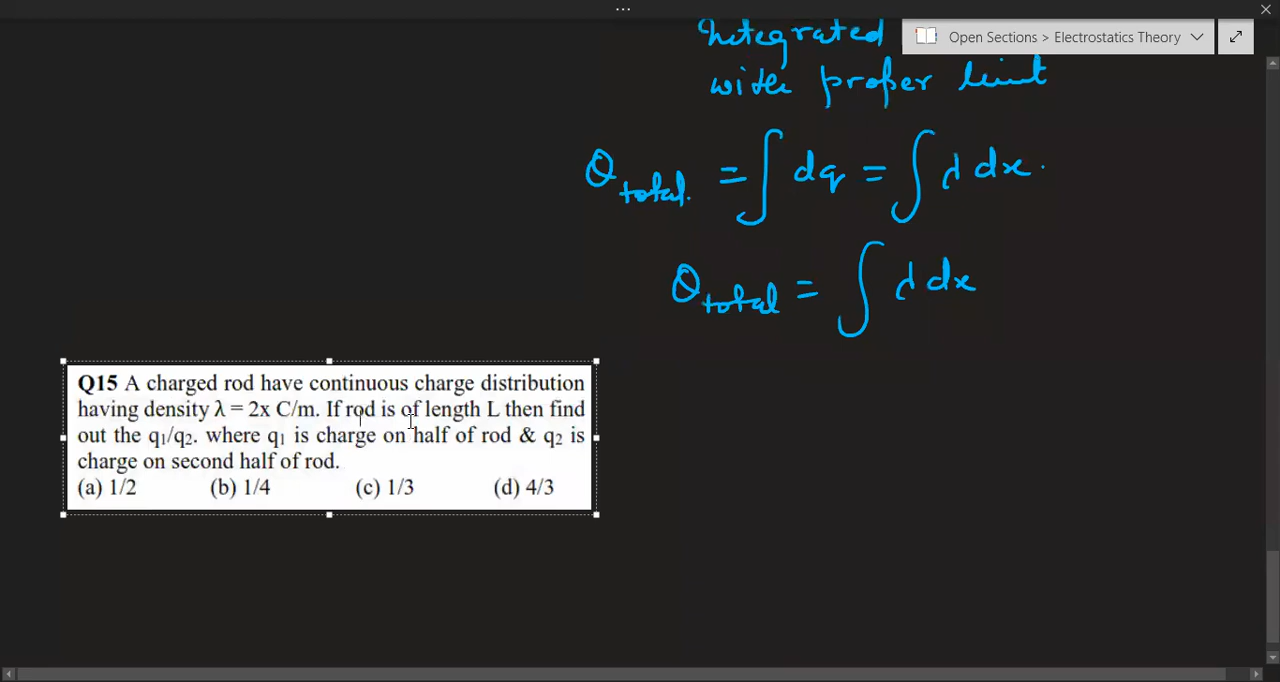 ...
Integrated
Open Sections > Electrostatics Theory
with proper limit
Q total. = ∫ dq = ∫ λ dx.
Q total = ∫ λ dx
Q15 A charged rod have continuous charge distribution
having density λ = 2x C/m. If rod is of length L then find
out the q₁/q₂. where q₁ is charge on half of rod & q₂ is
charge on second half of rod.
(a) 1/2 (b) 1/4 (c) 1/3 (d) 4/3